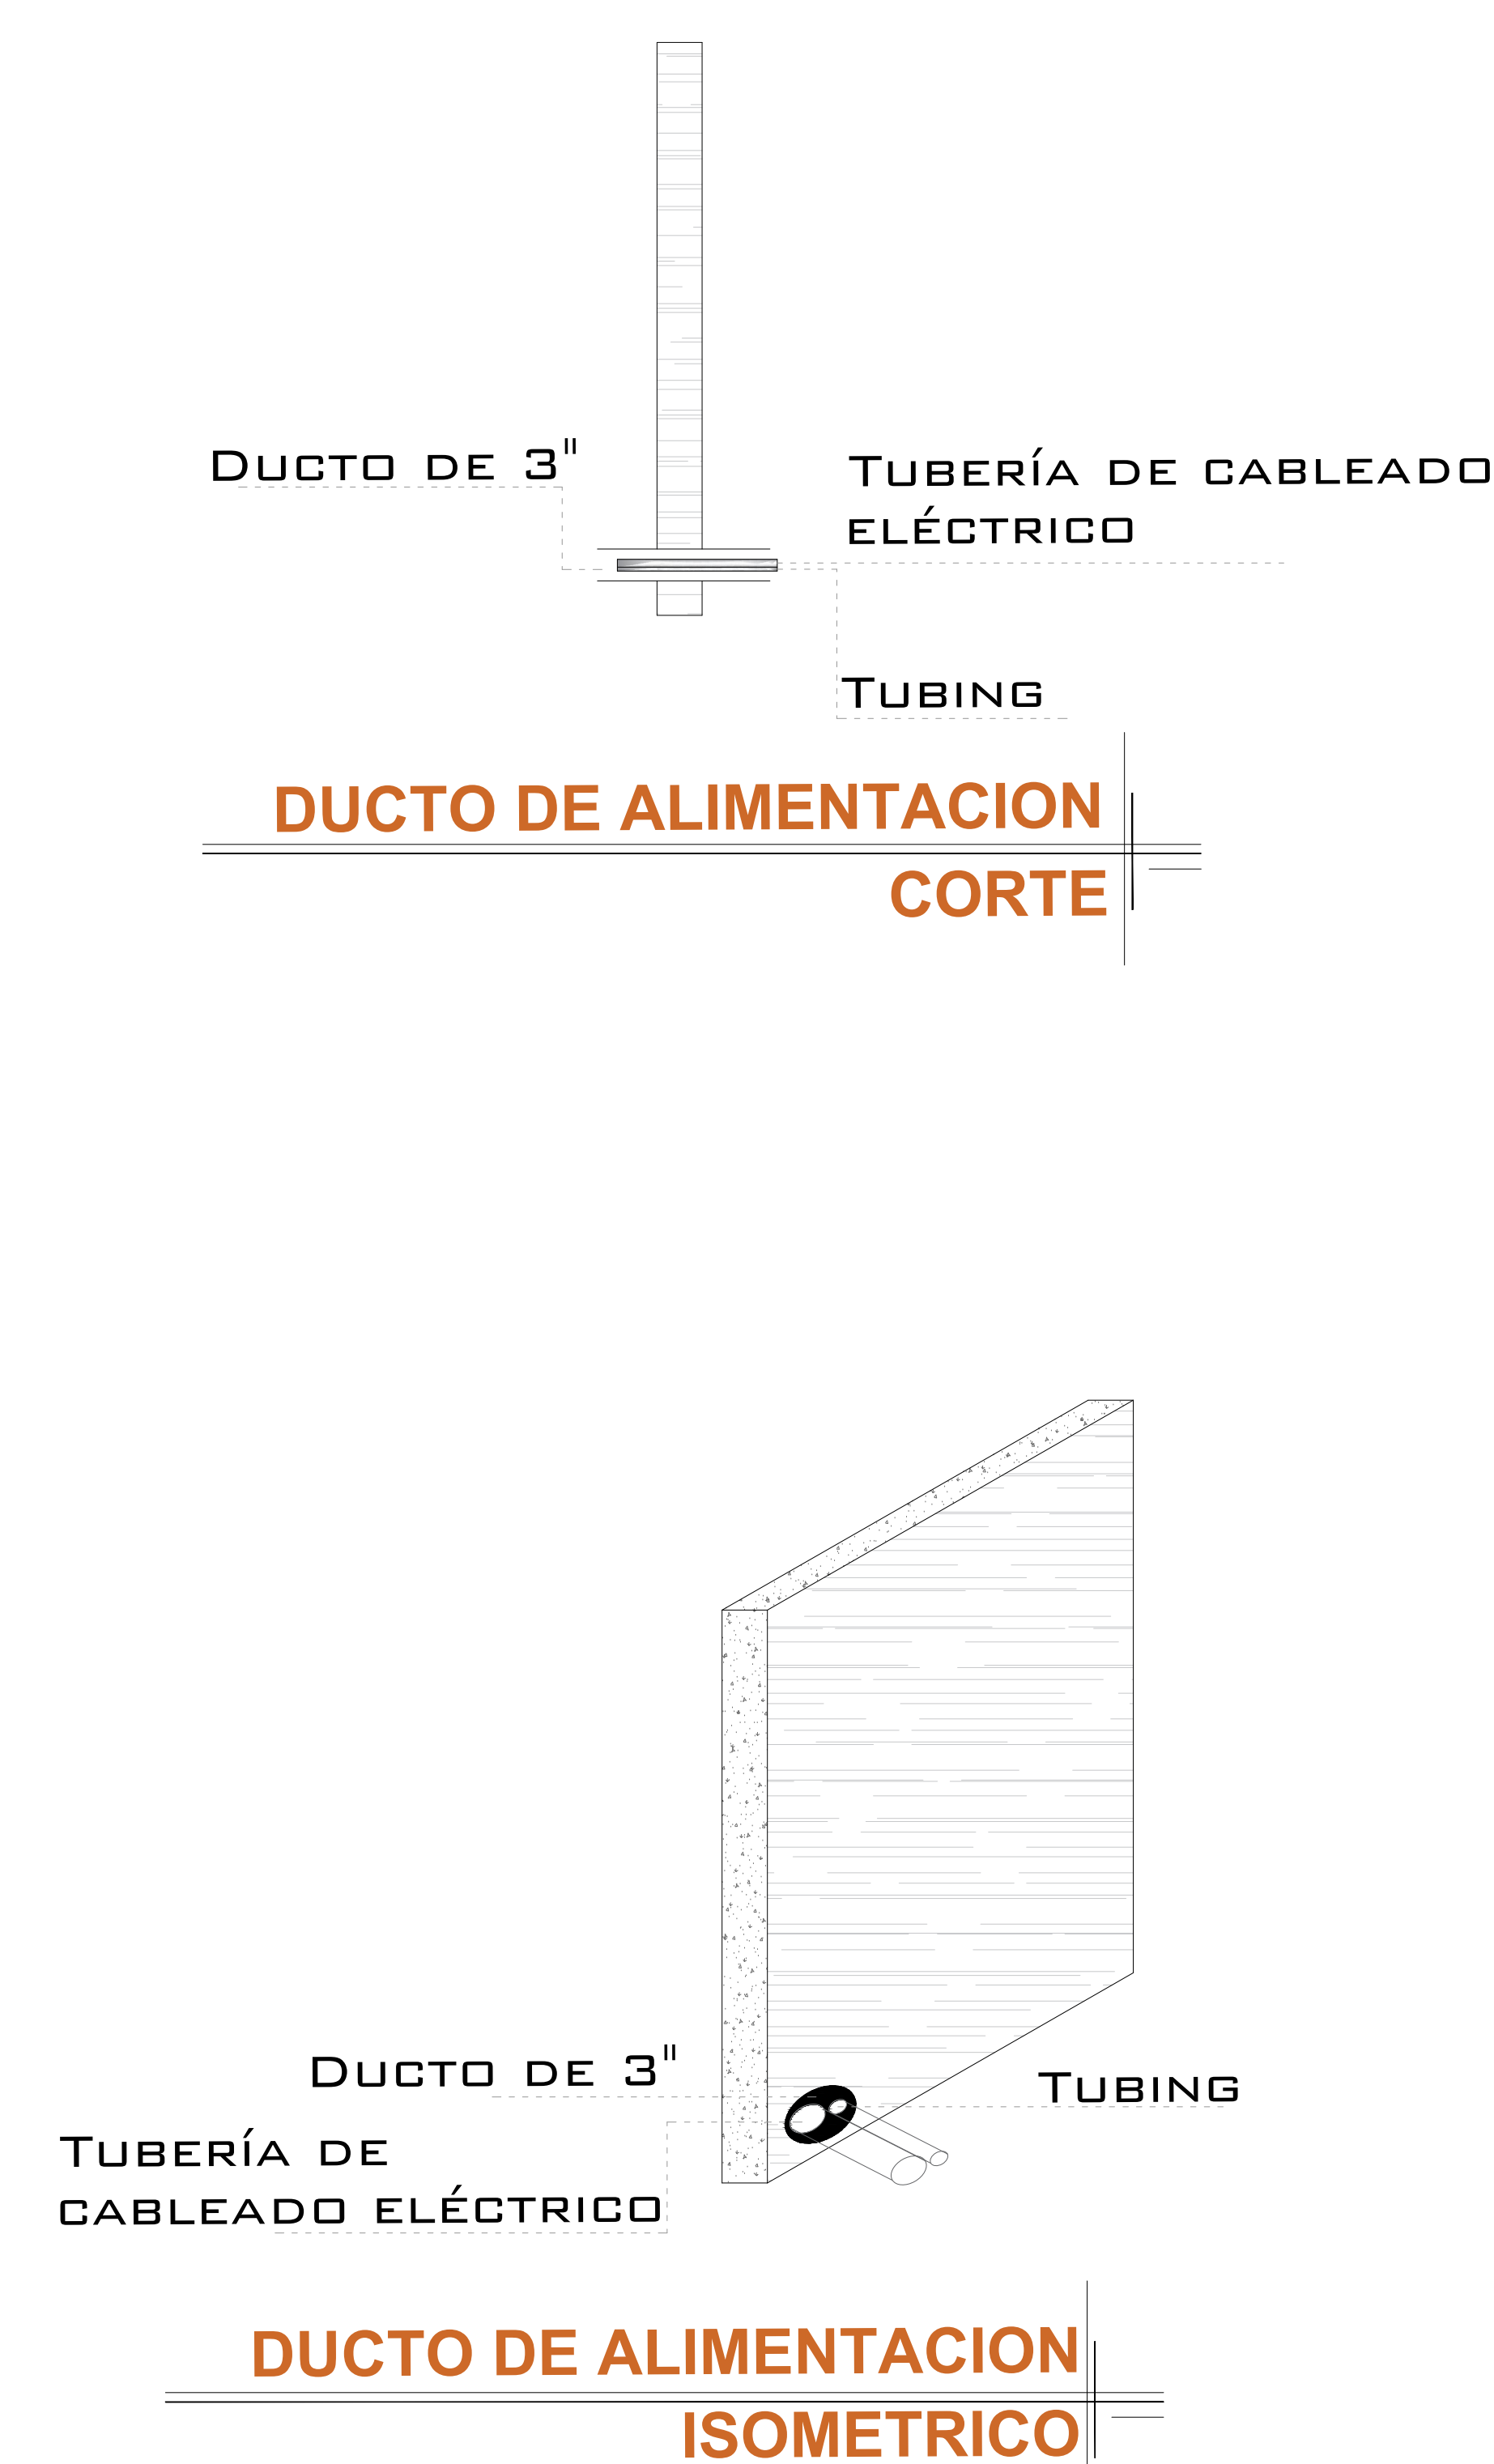 Ducto de 3"
Tubería de cableado
eléctrico
Tubing
DUCTO DE ALIMENTACION
CORTE
Ducto de 3"
Tubing
Tubería de
cableado eléctrico
DUCTO DE ALIMENTACION
ISOMETRICO